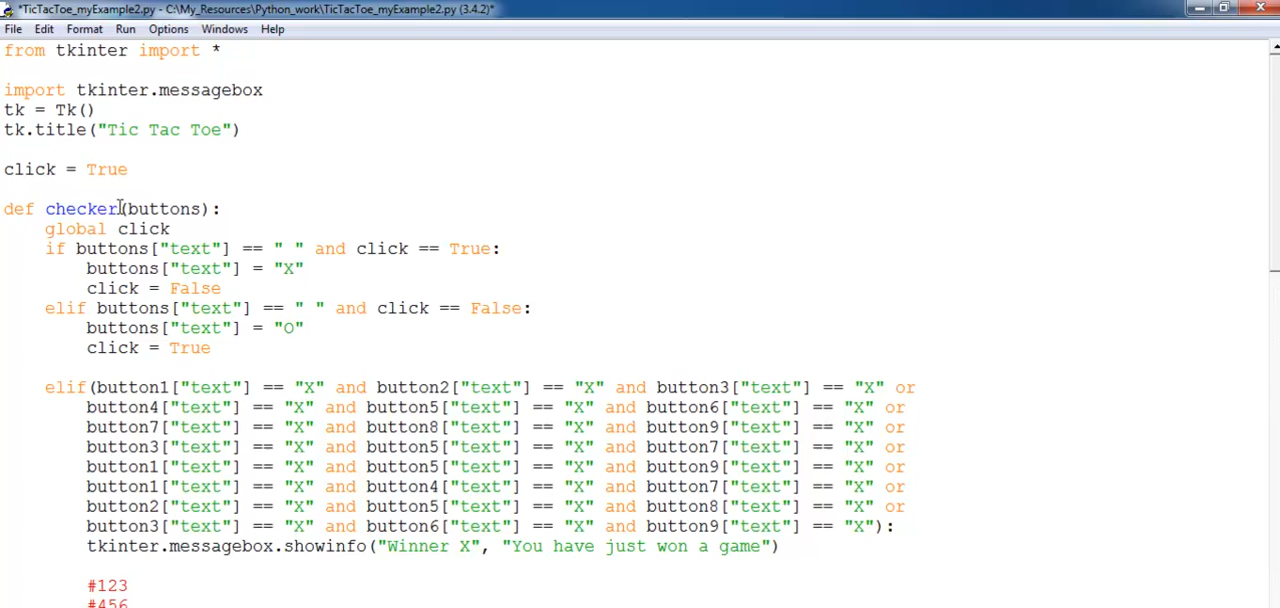 *TicTacToe_myExample2.py - C:\My_Resources\Python_work\TicTacToe_myExample2.py (3.4.2)*
File Edit Format Run Options Windows Help
from tkinter import *
import tkinter.messagebox
tk = Tk()
tk.title("Tic Tac Toe")
click = True
def checker(buttons):
    global click
    if buttons["text"] == " " and click == True:
        buttons["text"] = "X"
        click = False
    elif buttons["text"] == " " and click == False:
        buttons["text"] = "O"
        click = True
    elif(button1["text"] == "X" and button2["text"] == "X" and button3["text"] == "X" or
        button4["text"] == "X" and button5["text"] == "X" and button6["text"] == "X" or
        button7["text"] == "X" and button8["text"] == "X" and button9["text"] == "X" or
        button3["text"] == "X" and button5["text"] == "X" and button7["text"] == "X" or
        button1["text"] == "X" and button5["text"] == "X" and button9["text"] == "X" or
        button1["text"] == "X" and button4["text"] == "X" and button7["text"] == "X" or
        button2["text"] == "X" and button5["text"] == "X" and button8["text"] == "X" or
        button3["text"] == "X" and button6["text"] == "X" and button9["text"] == "X"):
        tkinter.messagebox.showinfo("Winner X", "You have just won a game")
        #123
        #456